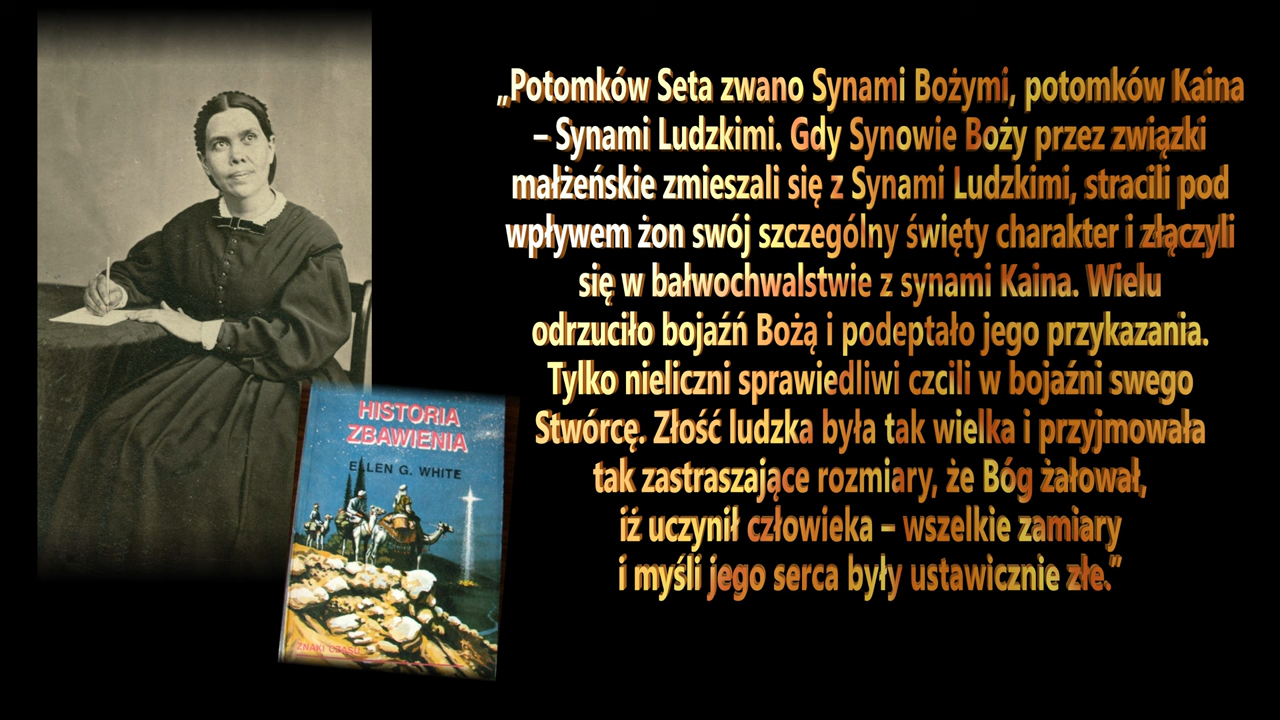 „Potomków Seta zwano Synami Bożymi, potomków Kaina
– Synami Ludzkimi. Gdy Synowie Boży przez związki
małżeńskie zmieszali się z Synami Ludzkimi, stracili pod
wpływem żon swój szczególny święty charakter i złączyli
się w bałwochwalstwie z synami Kaina. Wielu
odrzuciło bojaźń Bożą i podeptało jego przykazania.
Tylko nieliczni sprawiedliwi czcili w bojaźni swego
Stwórcę. Złość ludzka była tak wielka i przyjmowała
tak zastraszające rozmiary, że Bóg żałował,
iż uczynił człowieka – wszelkie zamiary
i myśli jego serca były ustawicznie złe.”
HISTORIA
ZBAWIENIA
ELLEN G. WHITE
ZNAKI CZASU